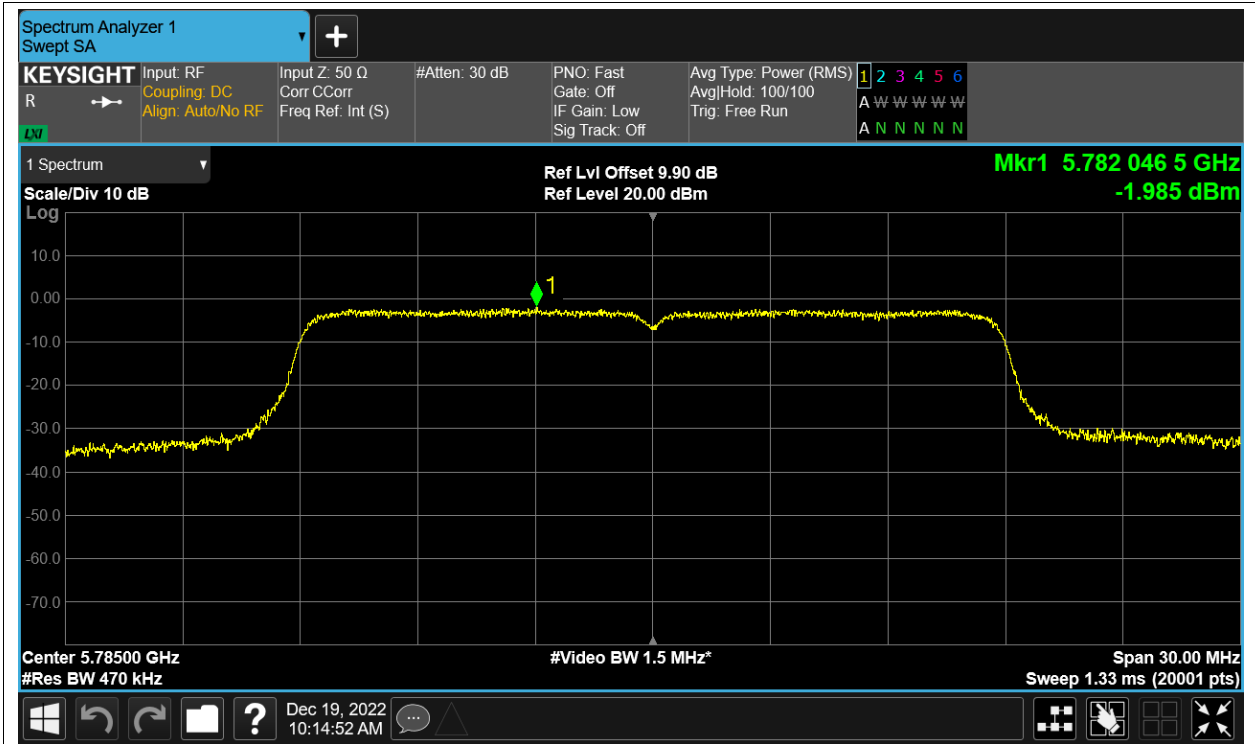 Spectrum Analyzer 1
Swept SA
KEYSIGHT
R
LXI
Input: RF
Coupling: DC
Align: Auto/No RF
Input Z: 50 Ω
Corr CCorr
Freq Ref: Int (S)
#Atten: 30 dB
PNO: Fast
Gate: Off
IF Gain: Low
Sig Track: Off
Avg Type: Power (RMS)
Avg|Hold: 100/100
Trig: Free Run
1 2 3 4 5 6
A W W W W W
A N N N N N
1 Spectrum
Scale/Div 10 dB
Ref Lvl Offset 9.90 dB
Ref Level 20.00 dBm
Mkr1 5.782 046 5 GHz
-1.985 dBm
Log
10.0
0.00
-10.0
-20.0
-30.0
-40.0
-50.0
-60.0
-70.0
1
Center 5.78500 GHz
#Res BW 470 kHz
#Video BW 1.5 MHz*
Span 30.00 MHz
Sweep 1.33 ms (20001 pts)
?
Dec 19, 2022
10:14:52 AM